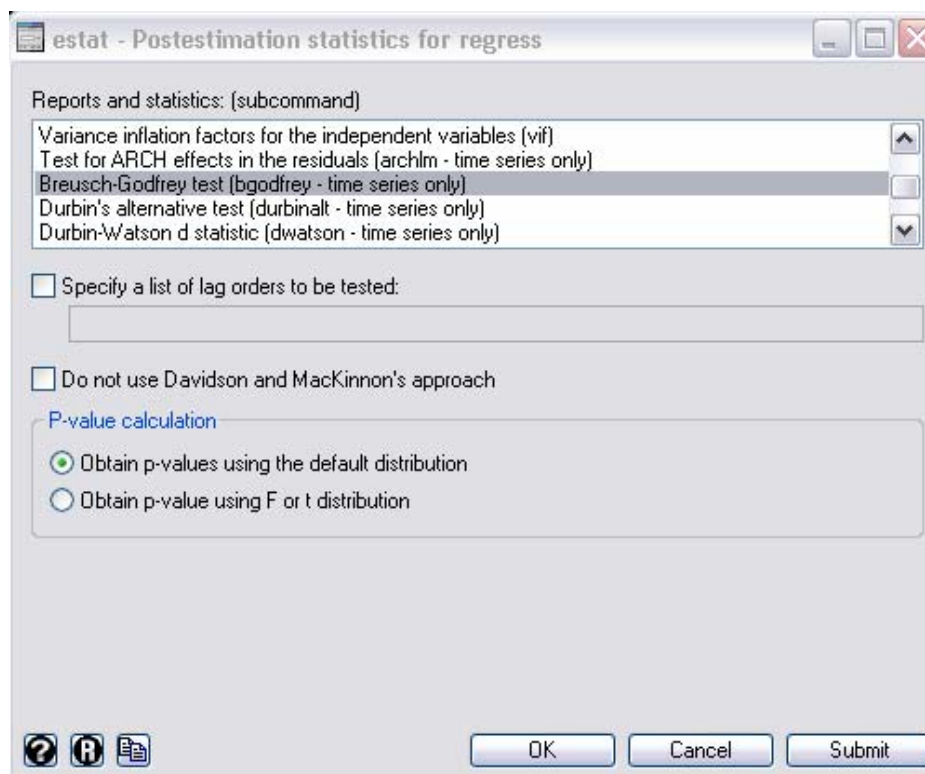 estat - Postestimation statistics for regress
Reports and statistics: (subcommand)
Variance inflation factors for the independent variables (vif)
Test for ARCH effects in the residuals (archlm - time series only)
Breusch-Godfrey test (bgodfrey - time series only)
Durbin's alternative test (durbinalt - time series only)
Durbin-Watson d statistic (dwatson - time series only)
Specify a list of lag orders to be tested:
Do not use Davidson and MacKinnon's approach
P-value calculation
Obtain p-values using the default distribution
Obtain p-value using F or t distribution
? R OK Cancel Submit